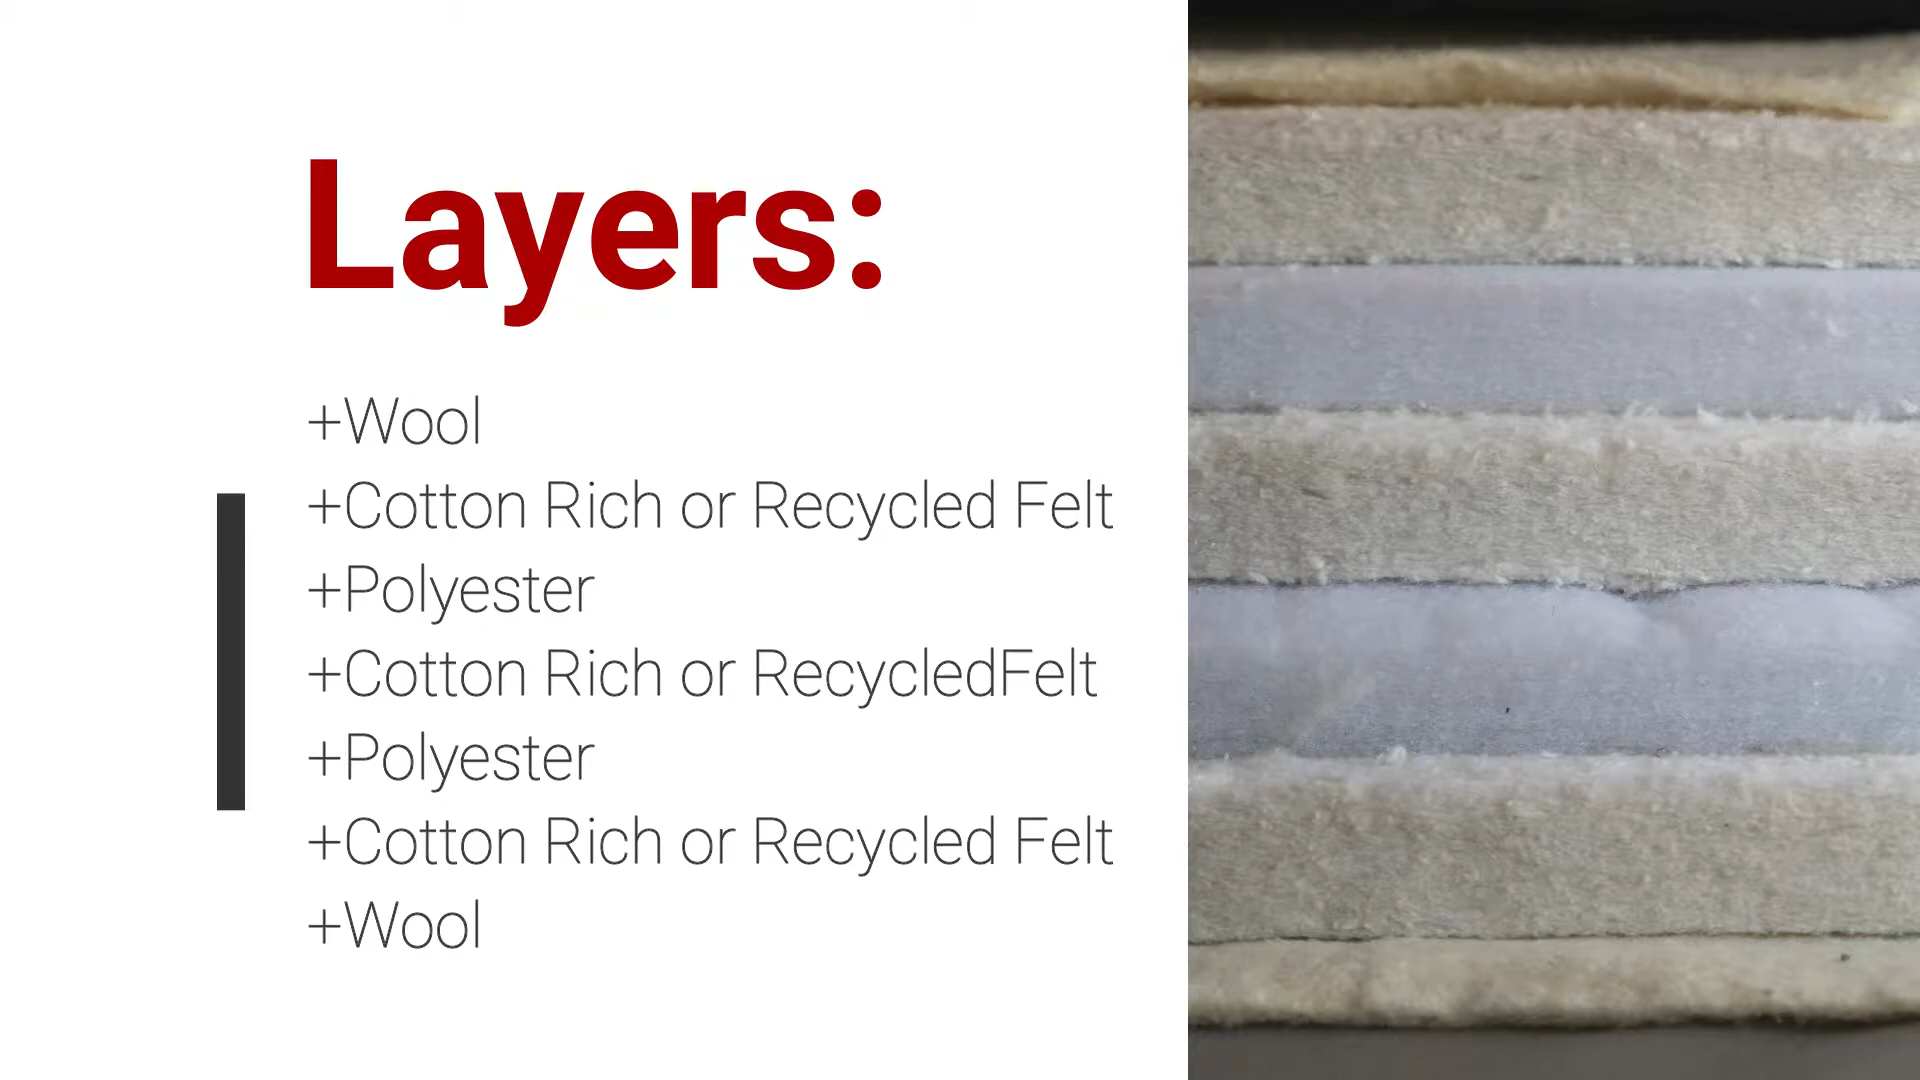 Layers:
+Wool
+Cotton Rich or Recycled Felt
+Polyester
+Cotton Rich or RecycledFelt
+Polyester
+Cotton Rich or Recycled Felt
+Wool